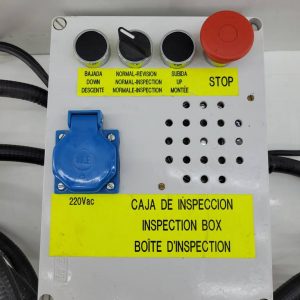 BAJADA
DOWN
DESCENTE
NORMAL-REVISION
NORMAL-INSPECTION
NORMALE-INSPECTION
SUBIDA
UP
MONTÉE
STOP
220Vac
CAJA DE INSPECCION
INSPECTION BOX
BOÎTE D'INSPECTION